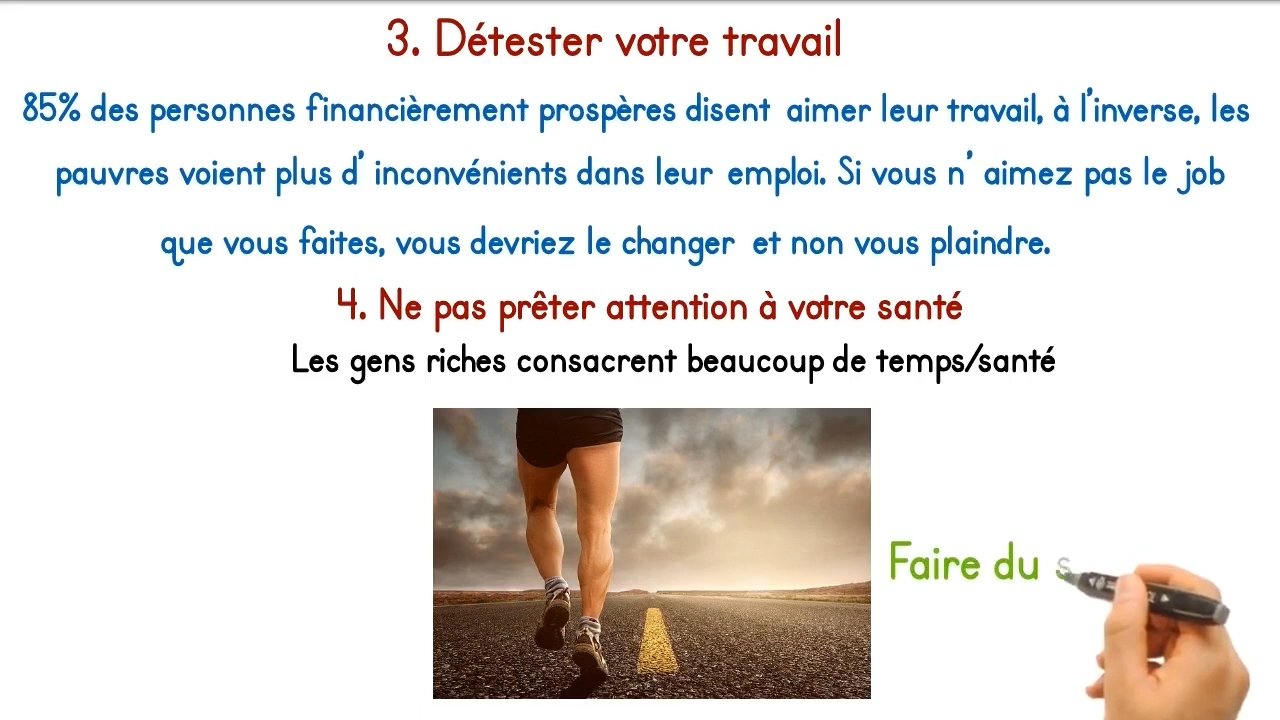 3. Détester votre travail
85% des personnes financièrement prospères disent aimer leur travail, à l'inverse, les
pauvres voient plus d' inconvénients dans leur emploi. Si vous n' aimez pas le job
que vous faites, vous devriez le changer et non vous plaindre.
4. Ne pas prêter attention à votre santé
Les gens riches consacrent beaucoup de temps/santé
Faire du s